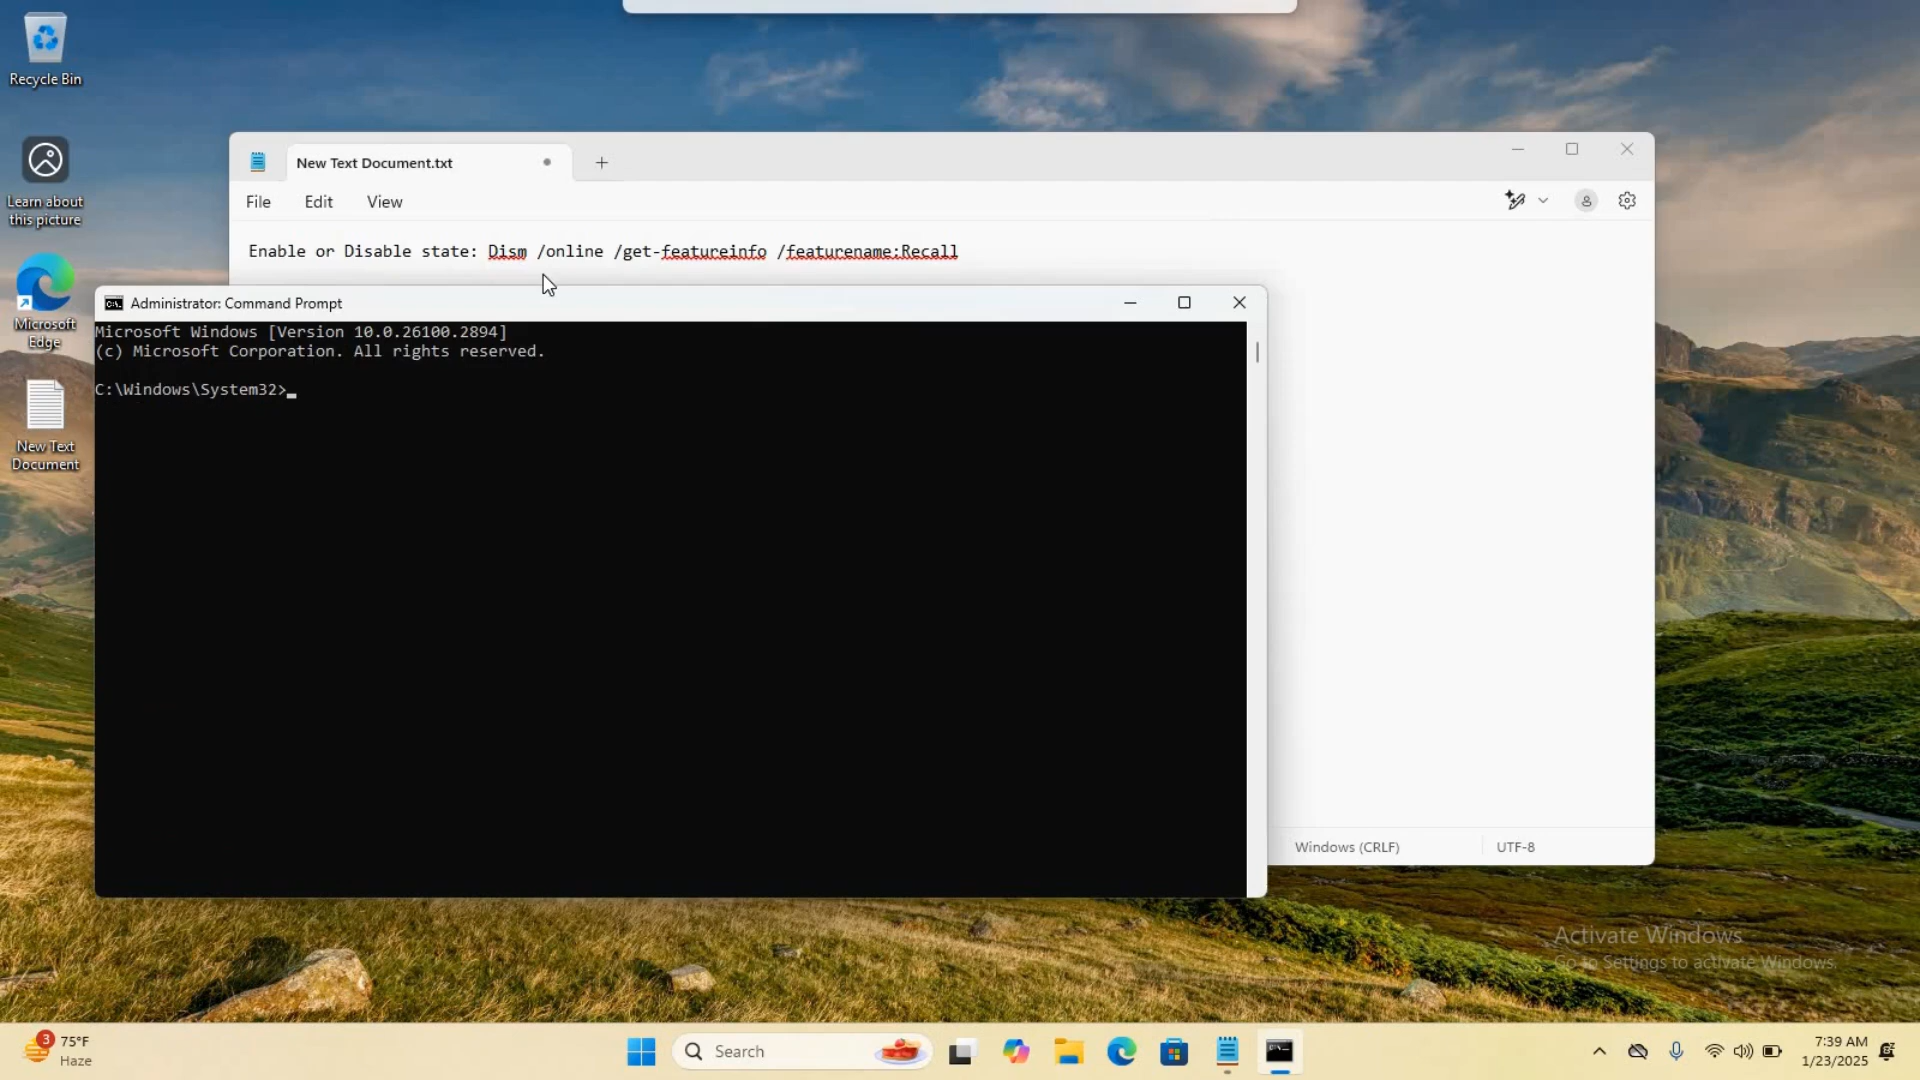 Recycle Bin
Learn about
this picture
Microsoft
Edge
New Text
Document
New Text Document.txt
File Edit View
Enable or Disable state: Dism /online /get-featureinfo /featurename:Recall
Administrator: Command Prompt
Microsoft Windows [Version 10.0.26100.2894]
(c) Microsoft Corporation. All rights reserved.
C:\Windows\System32>
Windows (CRLF) UTF-8
Activate Windows
Go to Settings to activate Windows.
3
75°F
Haze
Search
7:39 AM
1/23/2025